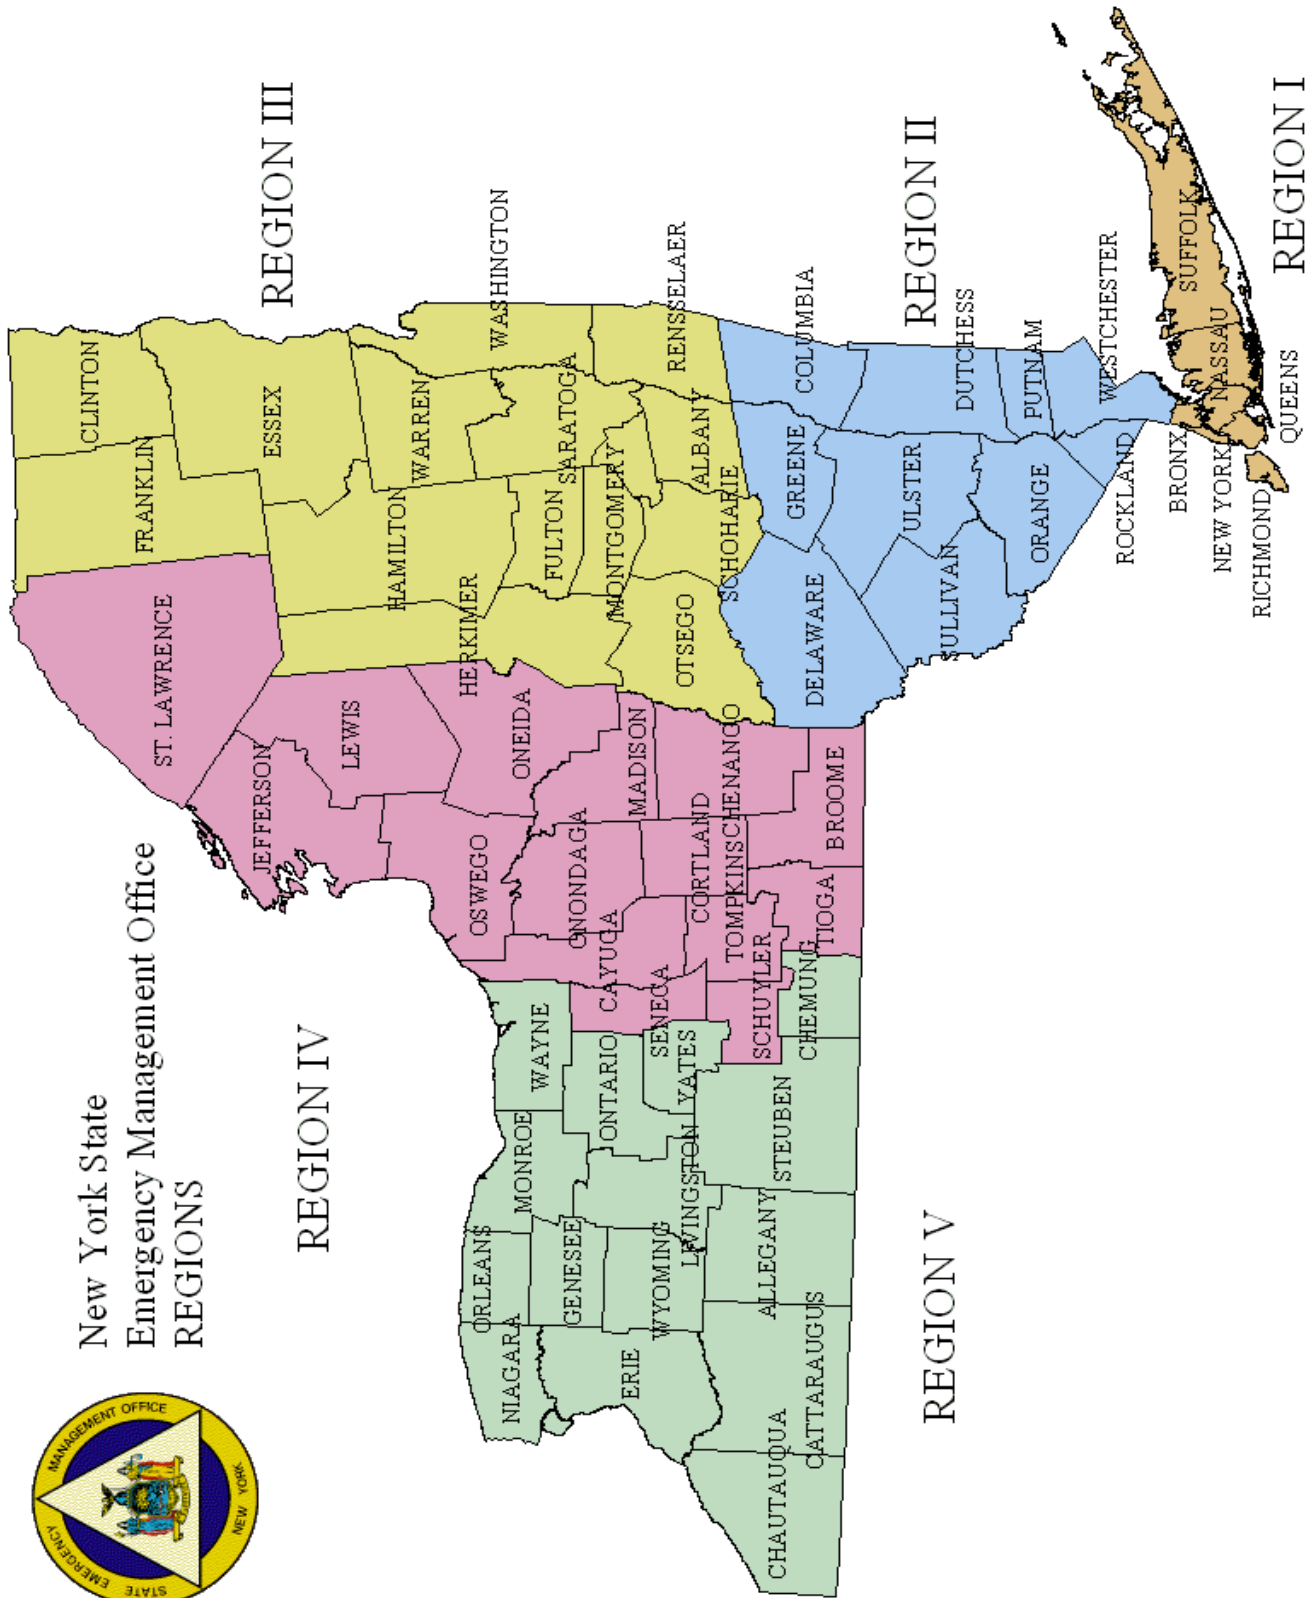 New York State
Emergency Management Office
REGIONS
STATE EMERGENCY
MANAGEMENT OFFICE
NEW YORK
REGION IV
REGION III
REGION V
REGION II
REGION I
CLINTON
FRANKLIN
ST. LAWRENCE
ESSEX
JEFFERSON
LEWIS
HAMILTON
HERKIMER
WARREN
WASHINGTON
OSWEGO
ONEIDA
FULTON
SARATOGA
NIAGARA
ORLEANS
MONROE
WAYNE
CAYUGA
ONONDAGA
MADISON
MONTGOMERY
ERIE
GENESEE
WYOMING
LIVINGSTON
ONTARIO
YATES
SENECA
CORTLAND
CHENANGO
OTSEGO
SCHOHARIE
ALBANY
RENSSELAER
CHAUTAUQUA
CATTARAUGUS
ALLEGANY
STEUBEN
SCHUYLER
CHEMUNG
TOMPKINS
TIOGA
BROOME
DELAWARE
GREENE
COLUMBIA
SULLIVAN
ULSTER
DUTCHESS
ORANGE
PUTNAM
ROCKLAND
WESTCHESTER
BRONX
NEW YORK
RICHMOND
QUEENS
NASSAU
SUFFOLK